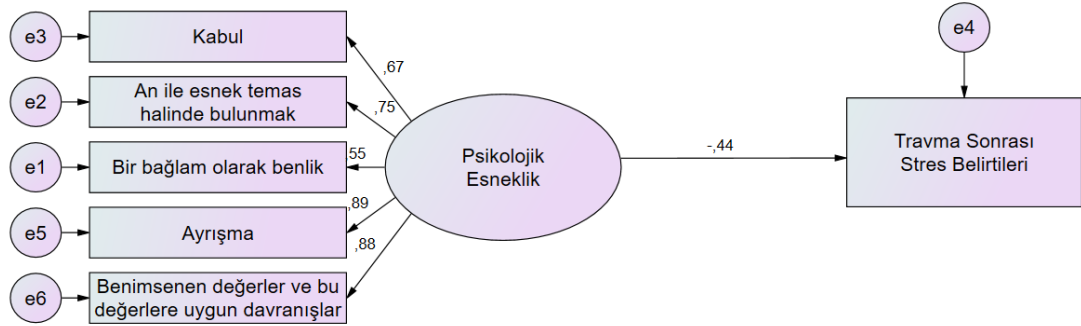 e3
Kabul
,67
e2
An ile esnek temas
halinde bulunmak
,75
e1
Bir bağlam olarak benlik
,55
e5
Ayrışma
,89
e6
Benimsenen değerler ve bu
değerlere uygun davranışlar
,88
Psikolojik
Esneklik
-,44
e4
Travma Sonrası
Stres Belirtileri